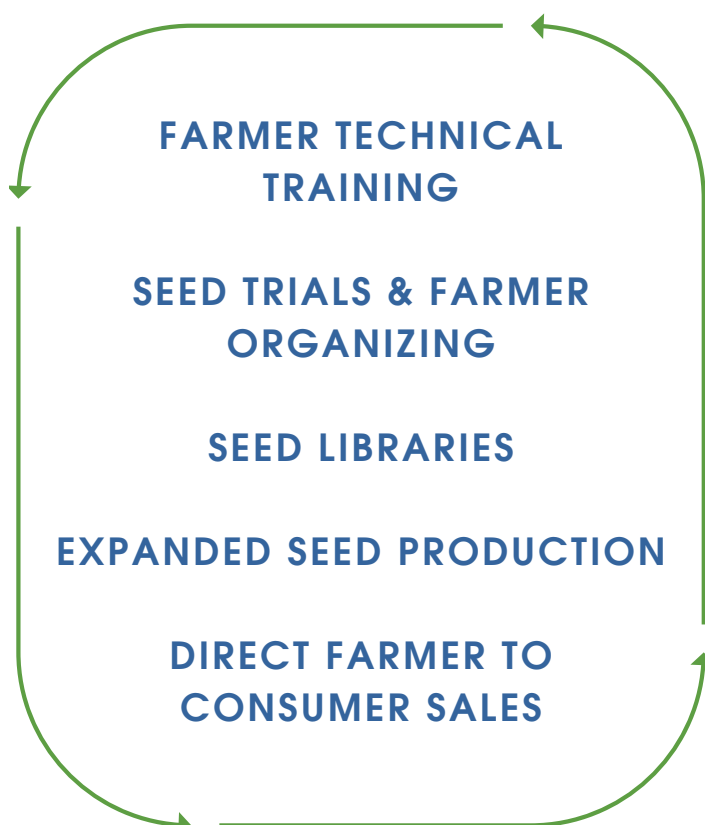 FARMER TECHNICAL
TRAINING
SEED TRIALS & FARMER
ORGANIZING
SEED LIBRARIES
EXPANDED SEED PRODUCTION
DIRECT FARMER TO
CONSUMER SALES